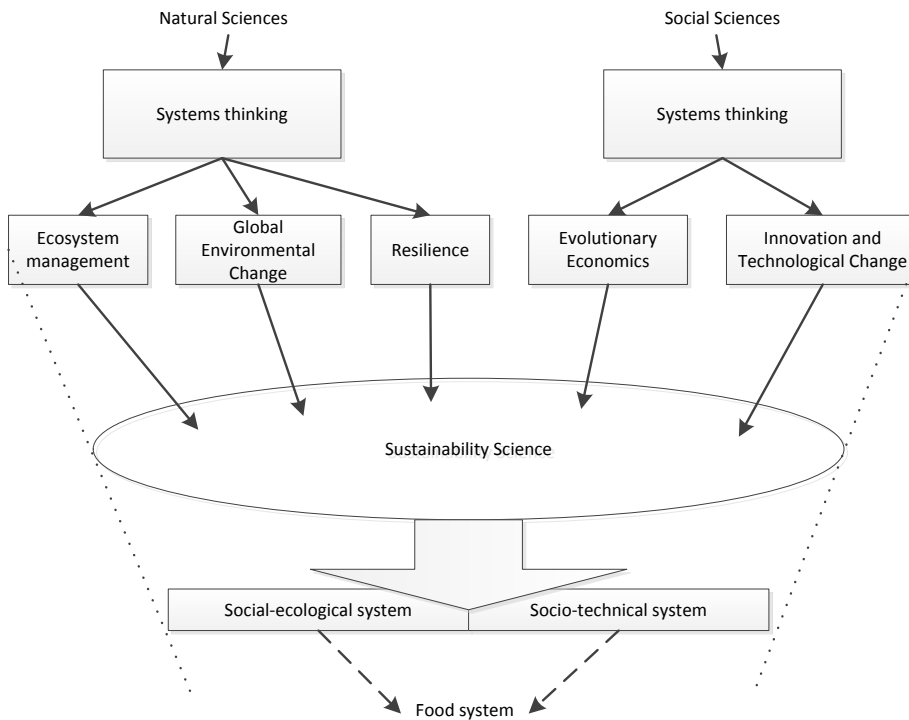 Natural Sciences
Social Sciences
Systems thinking
Systems thinking
Ecosystem
management
Global
Environmental
Change
Resilience
Evolutionary
Economics
Innovation and
Technological Change
Sustainability Science
Social-ecological system
Socio-technical system
Food system